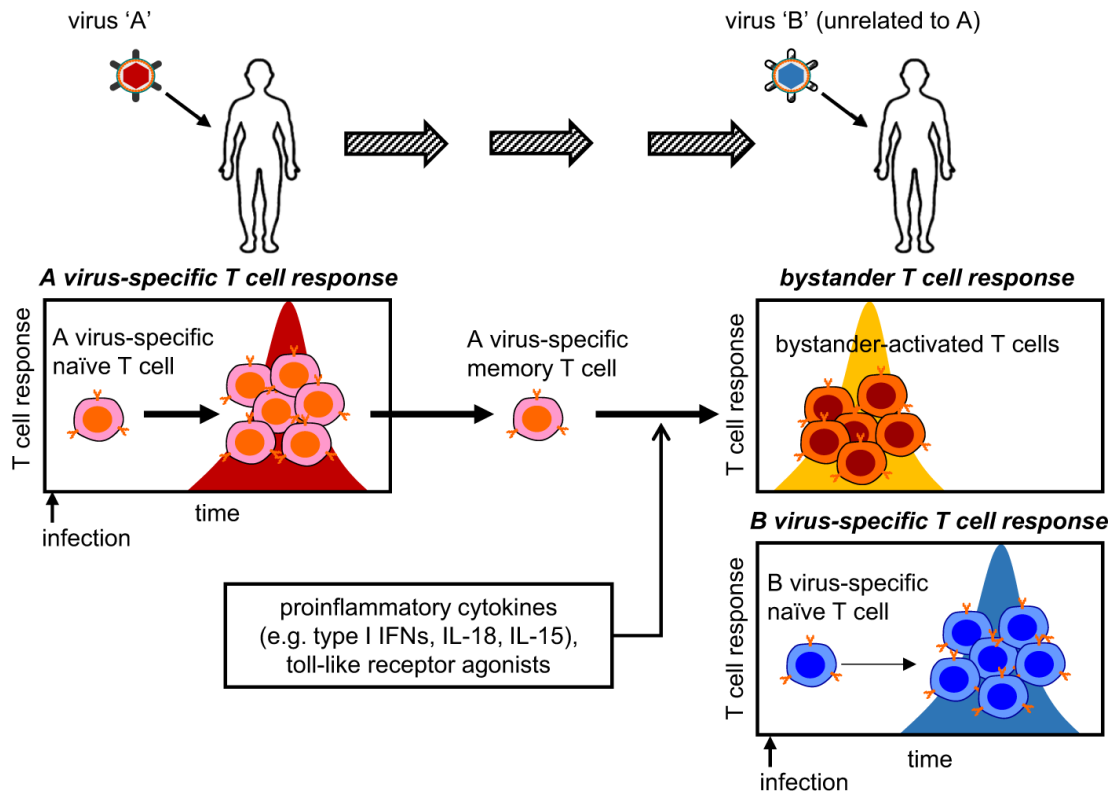 virus ‘A’
virus ‘B’ (unrelated to A)
A virus-specific T cell response
T cell response
A virus-specific
naïve T cell
time
infection
A virus-specific
memory T cell
proinflammatory cytokines
(e.g. type I IFNs, IL-18, IL-15),
toll-like receptor agonists
bystander T cell response
T cell response
bystander-activated T cells
B virus-specific T cell response
T cell response
B virus-specific
naïve T cell
time
infection